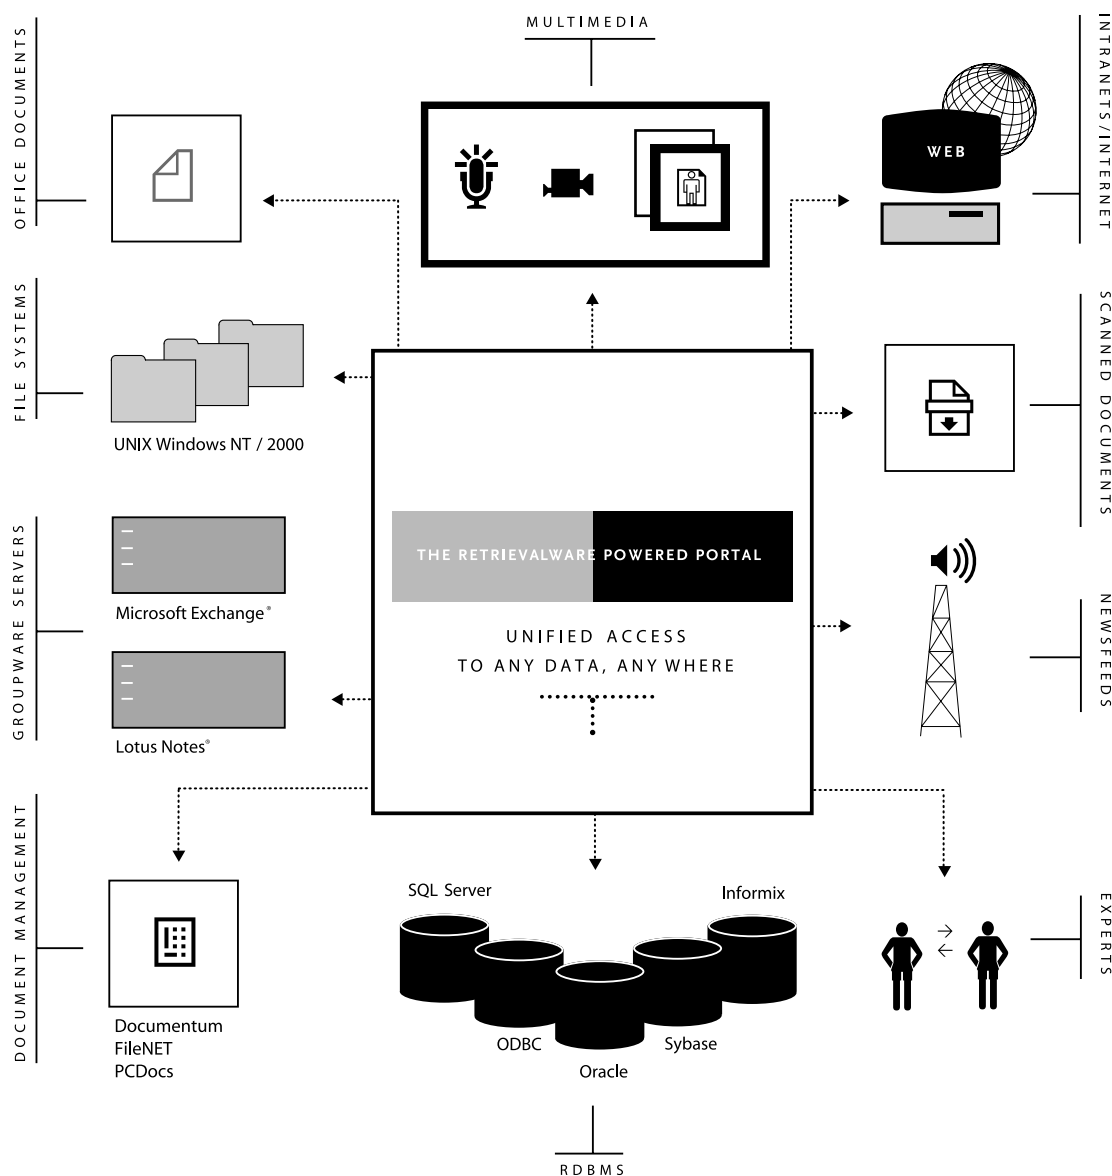 MULTIMEDIA
OFFICE DOCUMENTS
INTRANETS/INTERNET
WEB
FILE SYSTEMS
UNIX Windows NT / 2000
SCANNED DOCUMENTS
GROUPWARE SERVERS
Microsoft Exchange®
Lotus Notes®
THE RETRIEVALWARE POWERED PORTAL
UNIFIED ACCESS
TO ANY DATA, ANY WHERE
NEWSFEEDS
DOCUMENT MANAGEMENT
Documentum
FileNET
PCDocs
SQL Server
Informix
ODBC
Sybase
Oracle
EXPERTS
RDBMS